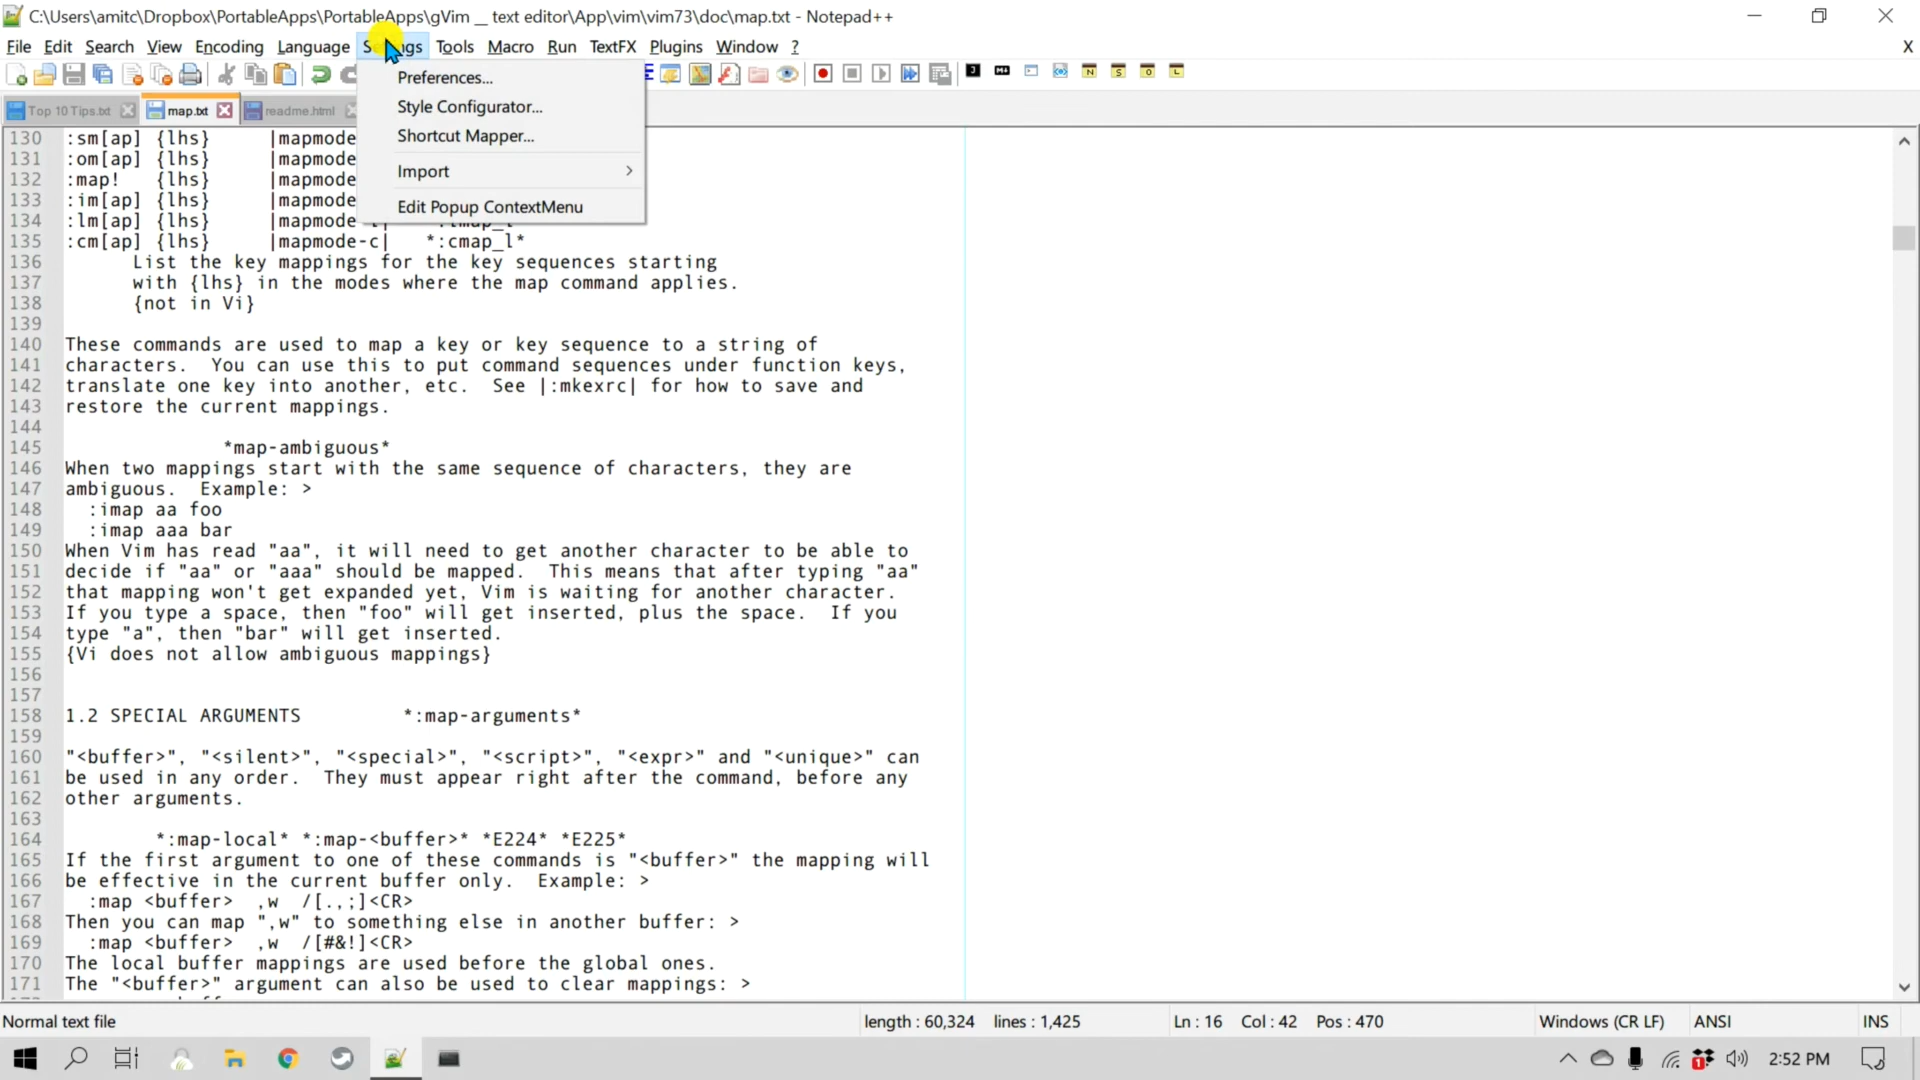 C:\Users\amitc\Dropbox\PortableApps\PortableApps\gVim __ text editor\App\vim\vim73\doc\map.txt - Notepad++
File Edit Search View Encoding Language Tools Macro Run TextFX Plugins Window ? X
Top 10 Tips.txt map.txt readme.html
Preferences...
Style Configurator...
Shortcut Mapper...
Import
Edit Popup ContextMenu
130 :sm[ap] {lhs} |mapmode
131 :om[ap] {lhs} |mapmode
132 :map! {lhs} |mapmode
133 :im[ap] {lhs} |mapmode
134 :lm[ap] {lhs} |mapmode
135 :cm[ap] {lhs} |mapmode-c| *:cmap_l*
136 List the key mappings for the key sequences starting
137 with {lhs} in the modes where the map command applies.
138 {not in Vi}
139
140 These commands are used to map a key or key sequence to a string of
141 characters. You can use this to put command sequences under function keys,
142 translate one key into another, etc. See |:mkexrc| for how to save and
143 restore the current mappings.
144
145 *map-ambiguous*
146 When two mappings start with the same sequence of characters, they are
147 ambiguous. Example: >
148 :imap aa foo
149 :imap aaa bar
150 When Vim has read "aa", it will need to get another character to be able to
151 decide if "aa" or "aaa" should be mapped. This means that after typing "aa"
152 that mapping won't get expanded yet, Vim is waiting for another character.
153 If you type a space, then "foo" will get inserted, plus the space. If you
154 type "a", then "bar" will get inserted.
155 {Vi does not allow ambiguous mappings}
156
157
158 1.2 SPECIAL ARGUMENTS *:map-arguments*
159
160 "<buffer>", "<silent>", "<special>", "<script>", "<expr>" and "<unique>" can
161 be used in any order. They must appear right after the command, before any
162 other arguments.
163
164 *:map-local* *:map-<buffer>* *E224* *E225*
165 If the first argument to one of these commands is "<buffer>" the mapping will
166 be effective in the current buffer only. Example: >
167 :map <buffer> ,w /[.,;]<CR>
168 Then you can map ",w" to something else in another buffer: >
169 :map <buffer> ,w /[#&!]<CR>
170 The local buffer mappings are used before the global ones.
171 The "<buffer>" argument can also be used to clear mappings: >
Normal text file length : 60,324 lines : 1,425 Ln : 16 Col : 42 Pos : 470 Windows (CR LF) ANSI INS
2:52 PM